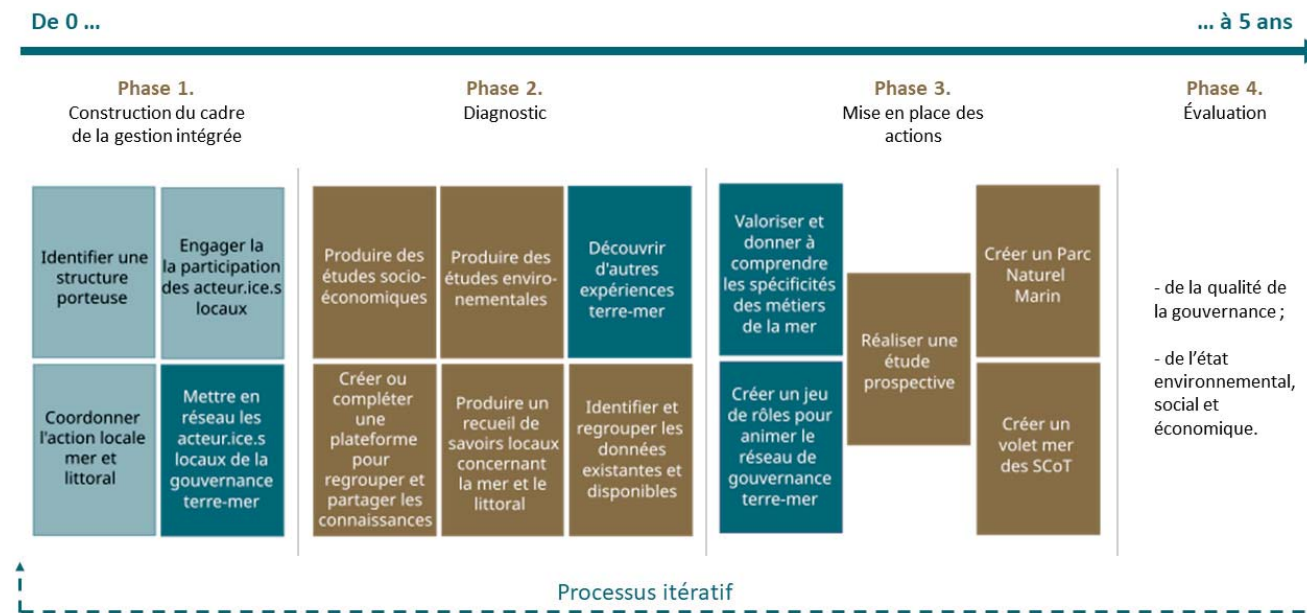 De 0 ...
... à 5 ans
Phase 1.
Construction du cadre
de la gestion intégrée
Phase 2.
Diagnostic
Phase 3.
Mise en place des
actions
Phase 4.
Évaluation
Identifier une
structure
porteuse
Engager la
la participation
des acteur.ice.s
locaux
Coordonner
l'action locale
mer et
littoral
Mettre en
réseau les
acteur.ice.s
locaux de la
gouvernance
terre-mer
Produire des
études socio-
économiques
Produire des
études enviro-
nementales
Découvrir
d'autres
expériences
terre-mer
Créer ou
compléter
une
plateforme
pour
regrouper et
partager les
connaissances
Produire un
recueil de
savoirs locaux
concernant
la mer et le
littoral
Identifier et
regrouper les
données
existantes et
disponibles
Valoriser et
donner à
comprendre
les spécificités
des métiers
de la mer
Créer un jeu
de rôles pour
animer le
réseau de
gouvernance
terre-mer
Réaliser une
étude
prospective
Créer un Parc
Naturel
Marin
Créer un
volet mer
des SCoT
- de la qualité de
la gouvernance ;
- de l'état
environnemental,
social et
économique.
Processus itératif